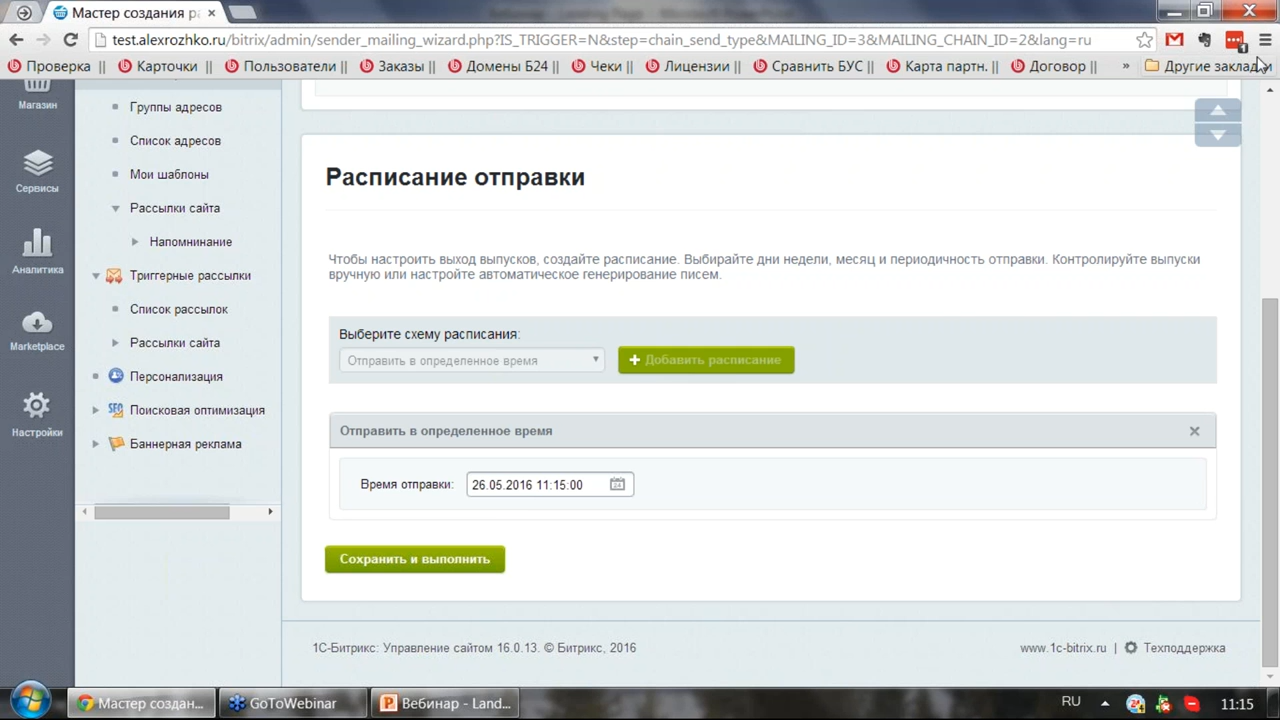 Мастер создания р
test.alexrozhko.ru/bitrix/admin/sender_mailing_wizard.php?IS_TRIGGER=N&step=chain_send_type&MAILING_ID=3&MAILING_CHAIN_ID=2&lang=ru
Проверка || Карточки || Пользователи || Заказы || Домены Б24 || Чеки || Лицензии || Сравнить БУС || Карта партн. || Договор || » Другие закладки
Магазин
Сервисы
Аналитика
Marketplace
Настройки
Группы адресов
Список адресов
Мои шаблоны
Рассылки сайта
Напоминание
Триггерные рассылки
Список рассылок
Рассылки сайта
Персонализация
Поисковая оптимизация
Баннерная реклама
Расписание отправки
Чтобы настроить выход выпусков, создайте расписание. Выбирайте дни недели, месяц и периодичность отправки. Контролируйте выпуски
вручную или настройте автоматическое генерирование писем.
Выберите схему расписания:
Отправить в определенное время
Добавить расписание
Отправить в определенное время
Время отправки: 26.05.2016 11:15:00
Сохранить и выполнить
1С-Битрикс: Управление сайтом 16.0.13. © Битрикс, 2016
www.1c-bitrix.ru | Техподдержка
Мастер создан...
GoToWebinar
Вебинар - Land...
RU
11:15